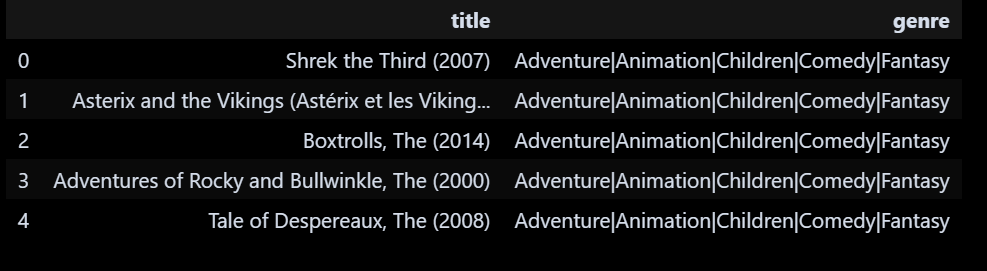 title genre
0 Shrek the Third (2007) Adventure|Animation|Children|Comedy|Fantasy
1 Asterix and the Vikings (Astérix et les Viking... Adventure|Animation|Children|Comedy|Fantasy
2 Boxtrolls, The (2014) Adventure|Animation|Children|Comedy|Fantasy
3 Adventures of Rocky and Bullwinkle, The (2000) Adventure|Animation|Children|Comedy|Fantasy
4 Tale of Despereaux, The (2008) Adventure|Animation|Children|Comedy|Fantasy